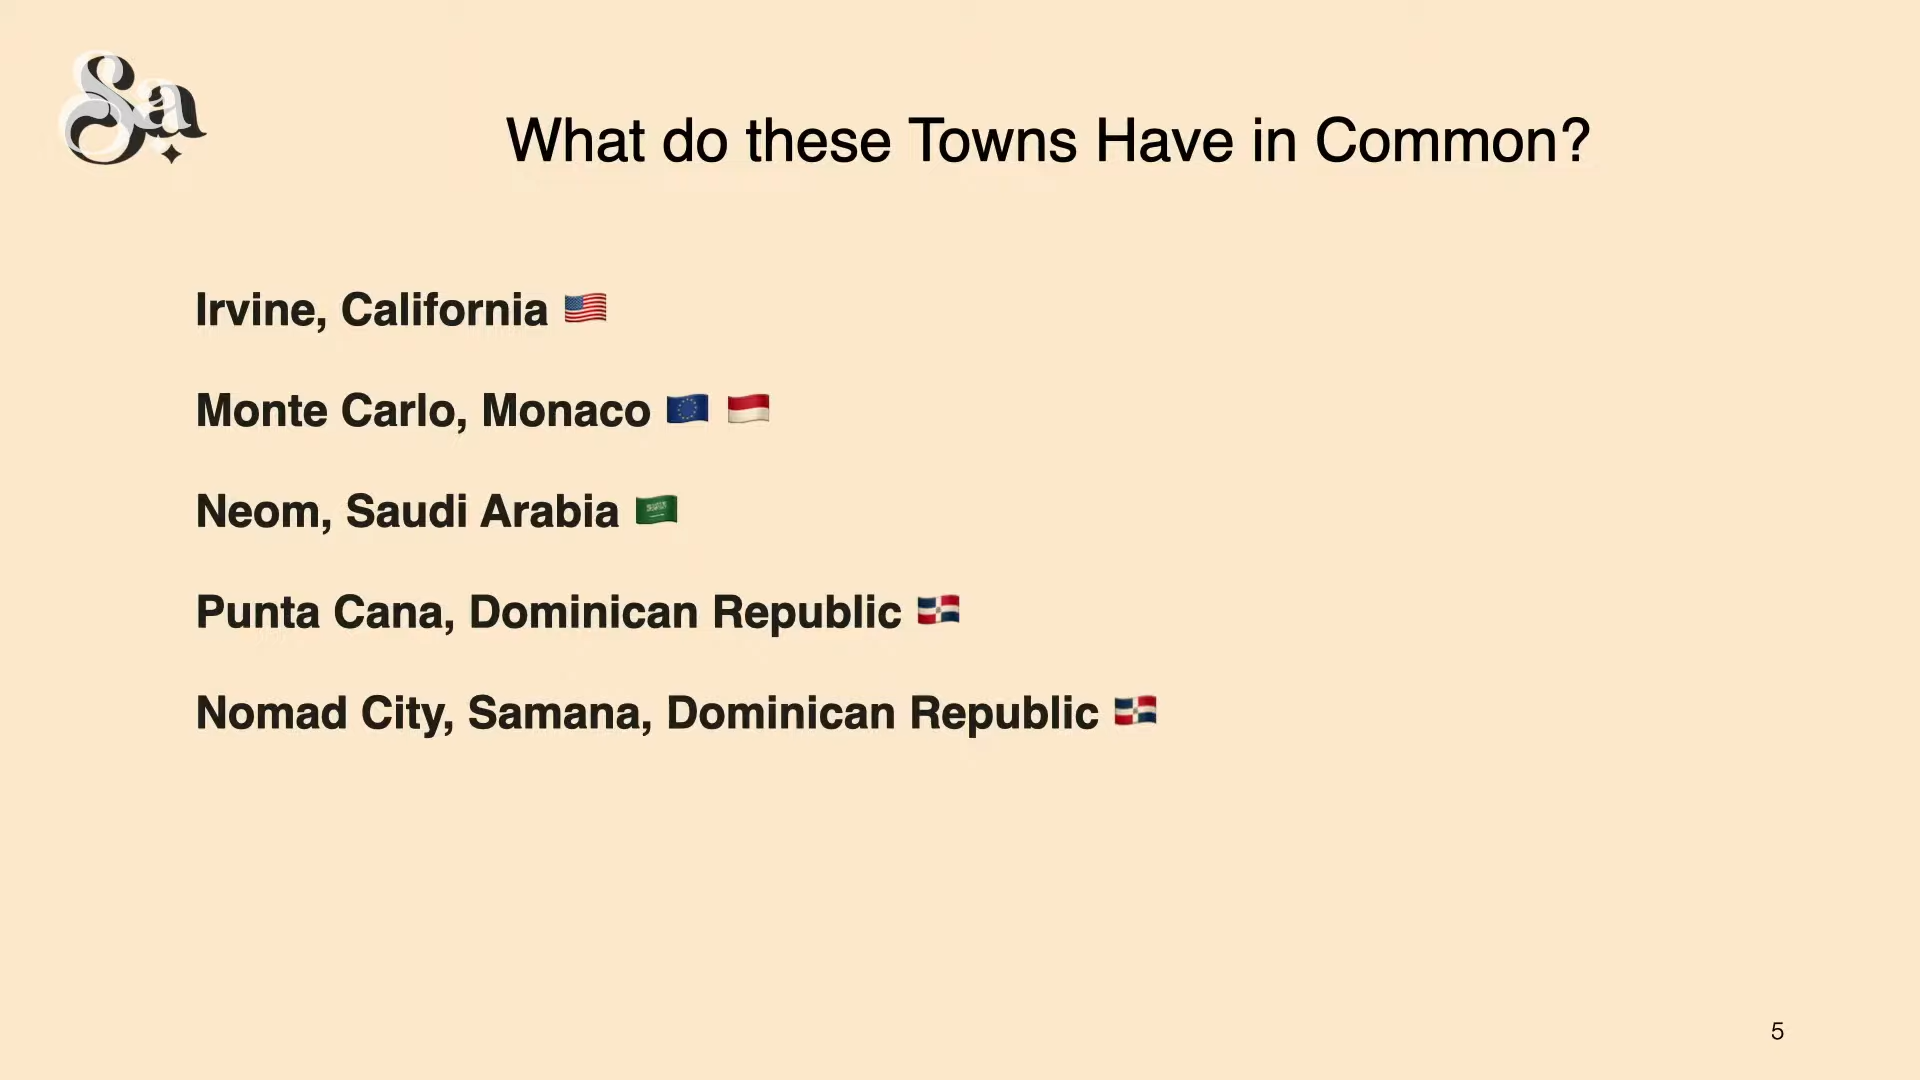 Sa
What do these Towns Have in Common?
Irvine, California 🇺🇸
Monte Carlo, Monaco 🇪🇺 🇲🇨
Neom, Saudi Arabia 🇸🇦
Punta Cana, Dominican Republic 🇩🇴
Nomad City, Samana, Dominican Republic 🇩🇴
5